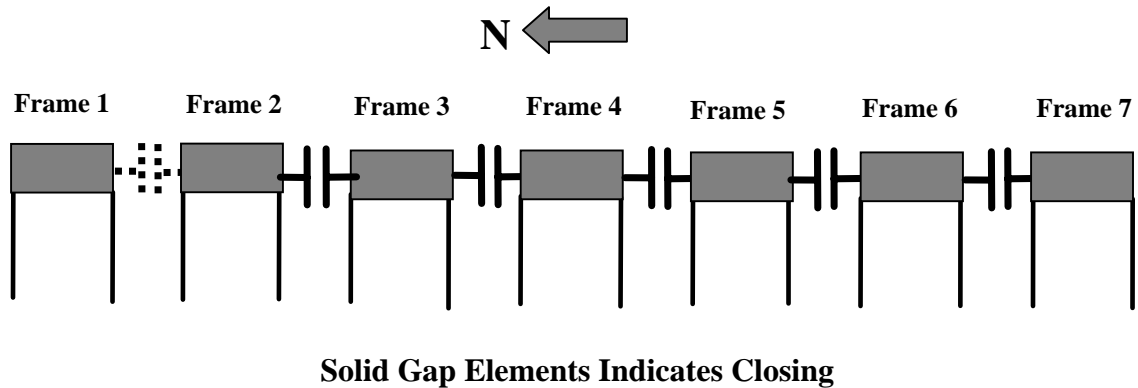 N
Frame 1 Frame 2 Frame 3 Frame 4 Frame 5 Frame 6 Frame 7
Solid Gap Elements Indicates Closing